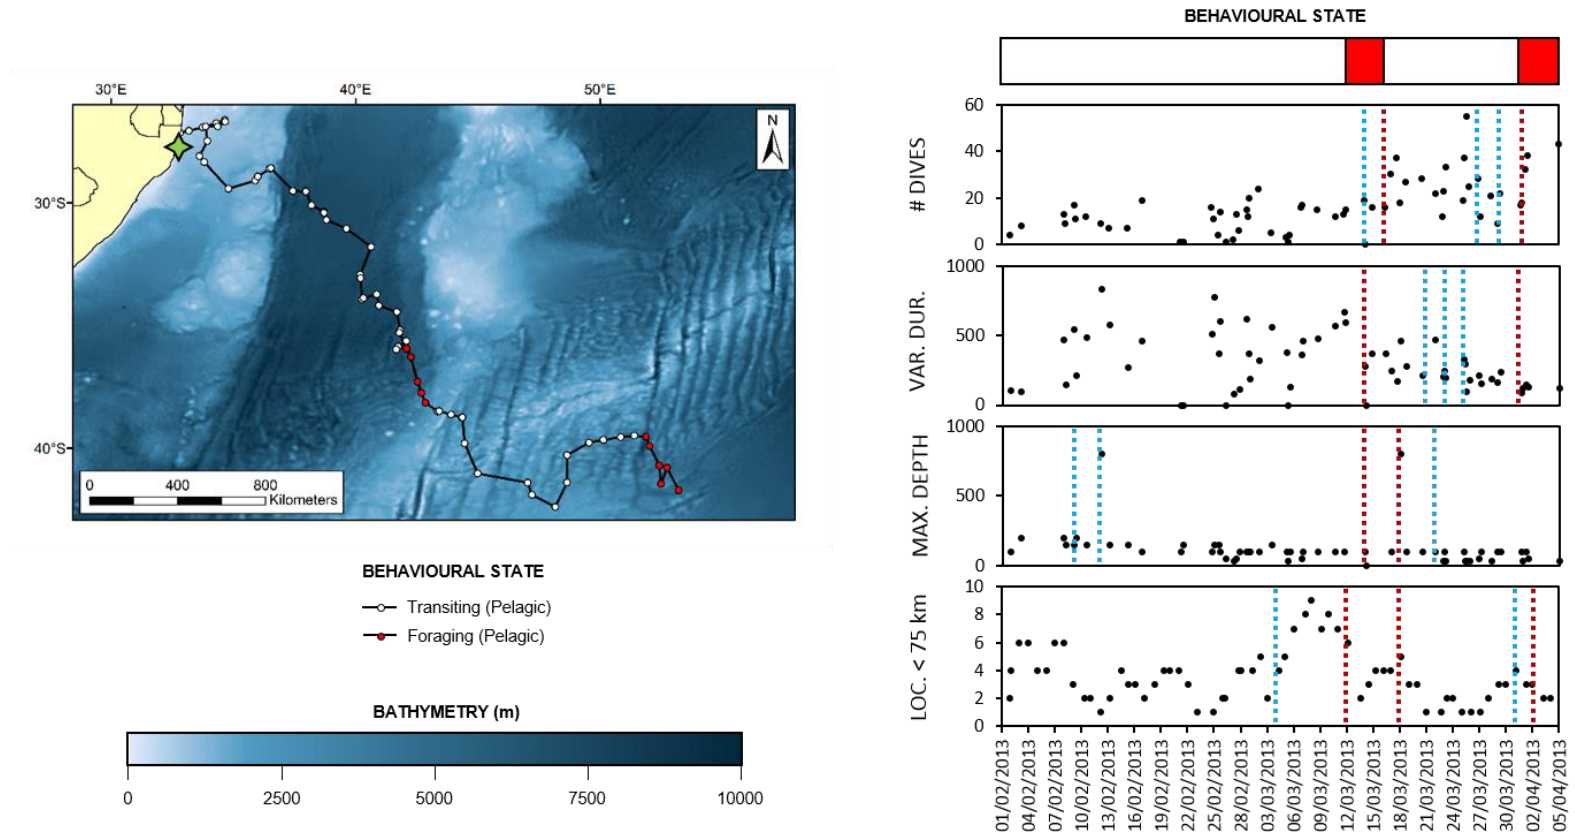 30°E
40°E
50°E
N
30°S
40°S
0
400
800
Kilometers
BEHAVIOURAL STATE
Transiting (Pelagic)
Foraging (Pelagic)
BATHYMETRY (m)
0
2500
5000
7500
10000
BEHAVIOURAL STATE
# DIVES
60
40
20
0
VAR. DUR.
1000
500
0
MAX. DEPTH
1000
500
0
LOC. < 75 km
10
8
6
4
2
0
01/02/2013
04/02/2013
07/02/2013
10/02/2013
13/02/2013
16/02/2013
19/02/2013
22/02/2013
25/02/2013
28/02/2013
03/03/2013
06/03/2013
09/03/2013
12/03/2013
15/03/2013
18/03/2013
21/03/2013
24/03/2013
27/03/2013
30/03/2013
02/04/2013
05/04/2013